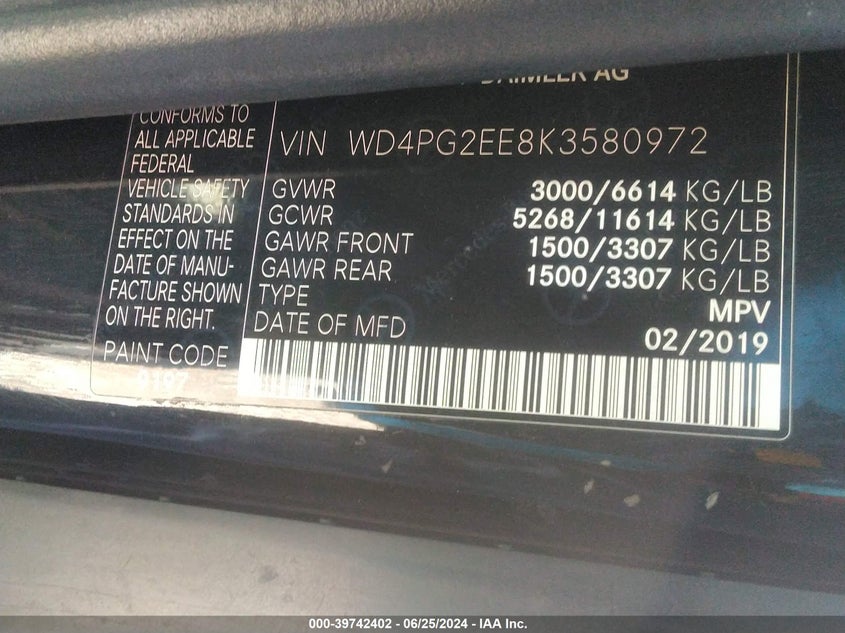 DAIMLER AG
CONFORMS TO
ALL APPLICABLE
FEDERAL
VEHICLE SAFETY
STANDARDS IN
EFFECT ON THE
DATE OF MANU-
FACTURE SHOWN
ON THE RIGHT.
PAINT CODE
9197
VIN WD4PG2EE8K3580972
GVWR 3000/6614 KG/LB
GCWR 5268/11614 KG/LB
GAWR FRONT 1500/3307 KG/LB
GAWR REAR 1500/3307 KG/LB
TYPE MPV
DATE OF MFD 02/2019
000-39742402 - 06/25/2024 - IAA Inc.